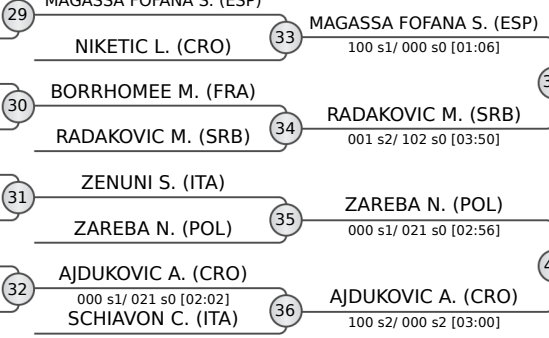 29
MAGASSA FOFANA S. (ESP)
NIKETIC L. (CRO)
33
MAGASSA FOFANA S. (ESP)
100 s1/ 000 s0 [01:06]
30
BORRHOMEE M. (FRA)
RADAKOVIC M. (SRB)
34
RADAKOVIC M. (SRB)
001 s2/ 102 s0 [03:50]
31
ZENUNI S. (ITA)
ZAREBA N. (POL)
35
ZAREBA N. (POL)
000 s1/ 021 s0 [02:56]
32
AJDUKOVIC A. (CRO)
000 s1/ 021 s0 [02:02]
SCHIAVON C. (ITA)
36
AJDUKOVIC A. (CRO)
100 s2/ 000 s2 [03:00]